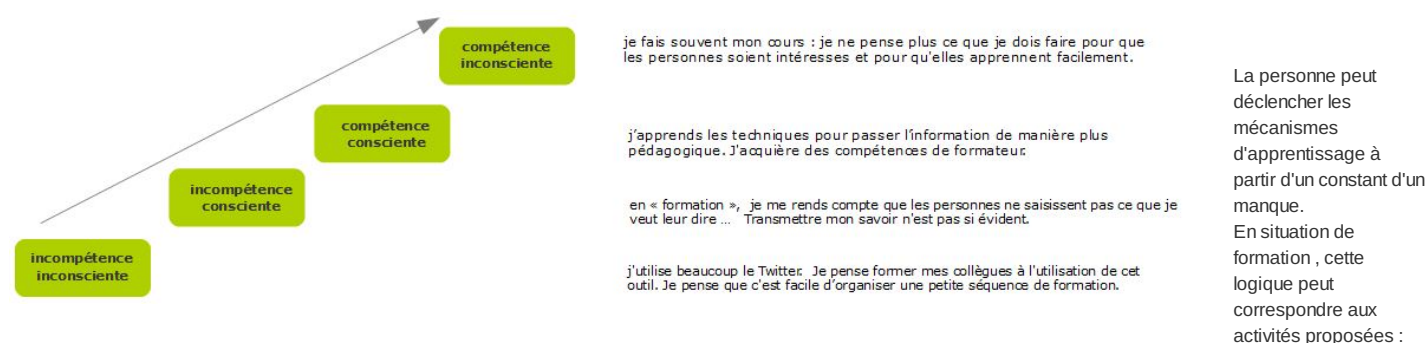 compétence
inconsciente
je fais souvent mon cours : je ne pense plus ce que je dois faire pour que
les personnes soient intéresses et pour qu'elles apprennent facilement.
compétence
consciente
j'apprends les techniques pour passer l'information de manière plus
pédagogique. J'acquière des compétences de formateur.
incompétence
consciente
en « formation », je me rends compte que les personnes ne saisissent pas ce que je
veut leur dire ... Transmettre mon savoir n'est pas si évident.
incompétence
inconsciente
j'utilise beaucoup le Twitter. Je pense former mes collègues à l'utilisation de cet
outil. Je pense que c'est facile d'organiser une petite séquence de formation.
La personne peut
déclencher les
mécanismes
d'apprentissage à
partir d'un constant d'un
manque.
En situation de
formation , cette
logique peut
correspondre aux
activités proposées :